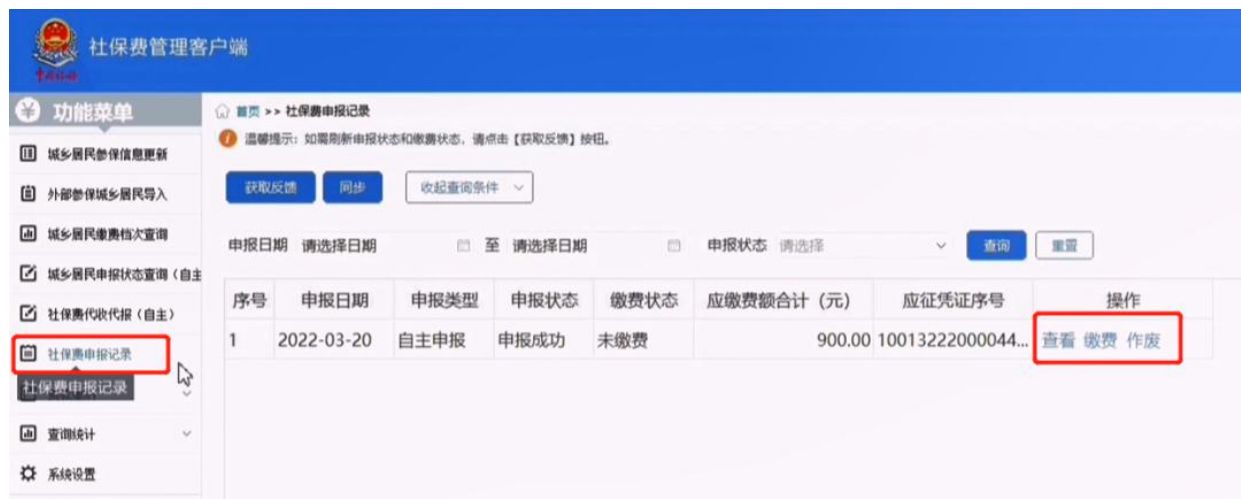 社保费管理客户端
功能菜单
城乡居民参保信息更新
外部参保城乡居民导入
城乡居民缴费档次查询
城乡居民申报状态查询（自主
社保费代收代报（自主）
社保费申报记录
社保费申报记录
查询统计
系统设置
首页 >> 社保费申报记录
温馨提示：如需刷新申报状态和缴费状态，请点击【获取反馈】按钮。
获取反馈 同步 收起查询条件
申报日期 请选择日期 至 请选择日期 申报状态 请选择 查询 重置
序号 申报日期 申报类型 申报状态 缴费状态 应缴费额合计（元） 应征凭证序号 操作
1 2022-03-20 自主申报 申报成功 未缴费 900.00 10013222000044... 查看 缴费 作废